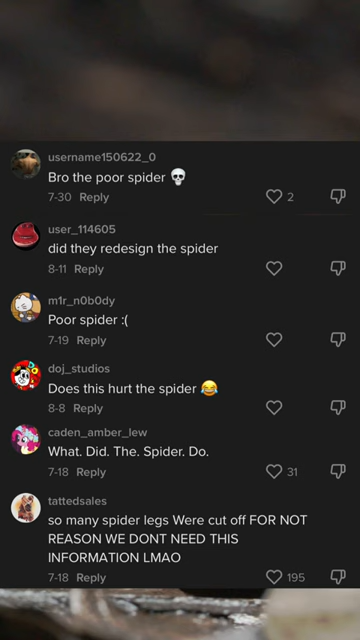 username150622_0
Bro the poor spider 💀
7-30 Reply 2
user_114605
did they redesign the spider
8-11 Reply
m1r_n0b0dy
Poor spider :(
7-19 Reply
doj_studios
Does this hurt the spider 😂
8-8 Reply
caden_amber_lew
What. Did. The. Spider. Do.
7-18 Reply 31
tattedsales
so many spider legs Were cut off FOR NOT
REASON WE DONT NEED THIS
INFORMATION LMAO
7-18 Reply 195